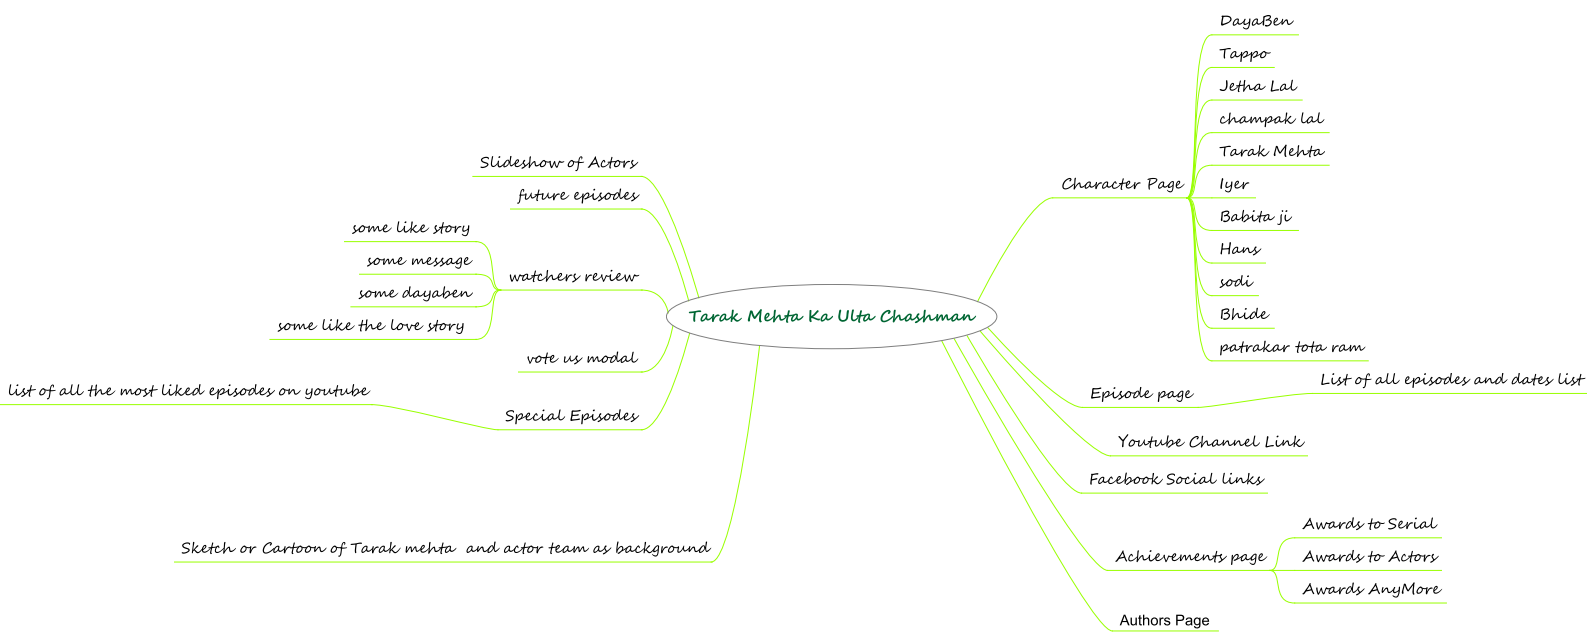 Tarak Mehta Ka Ulta Chashman
Character Page
DayaBen
Tappo
Jetha Lal
champak lal
Tarak Mehta
Iyer
Babita ji
Hans
sodi
Bhide
patrakar tota ram
Episode page
List of all episodes and dates list
Youtube Channel Link
Facebook Social links
Achievements page
Awards to Serial
Awards to Actors
Awards AnyMore
Authors Page
Slideshow of Actors
future episodes
watchers review
some like story
some message
some dayaben
some like the love story
vote us modal
Special Episodes
list of all the most liked episodes on youtube
Sketch or Cartoon of Tarak mehta  and actor team as background